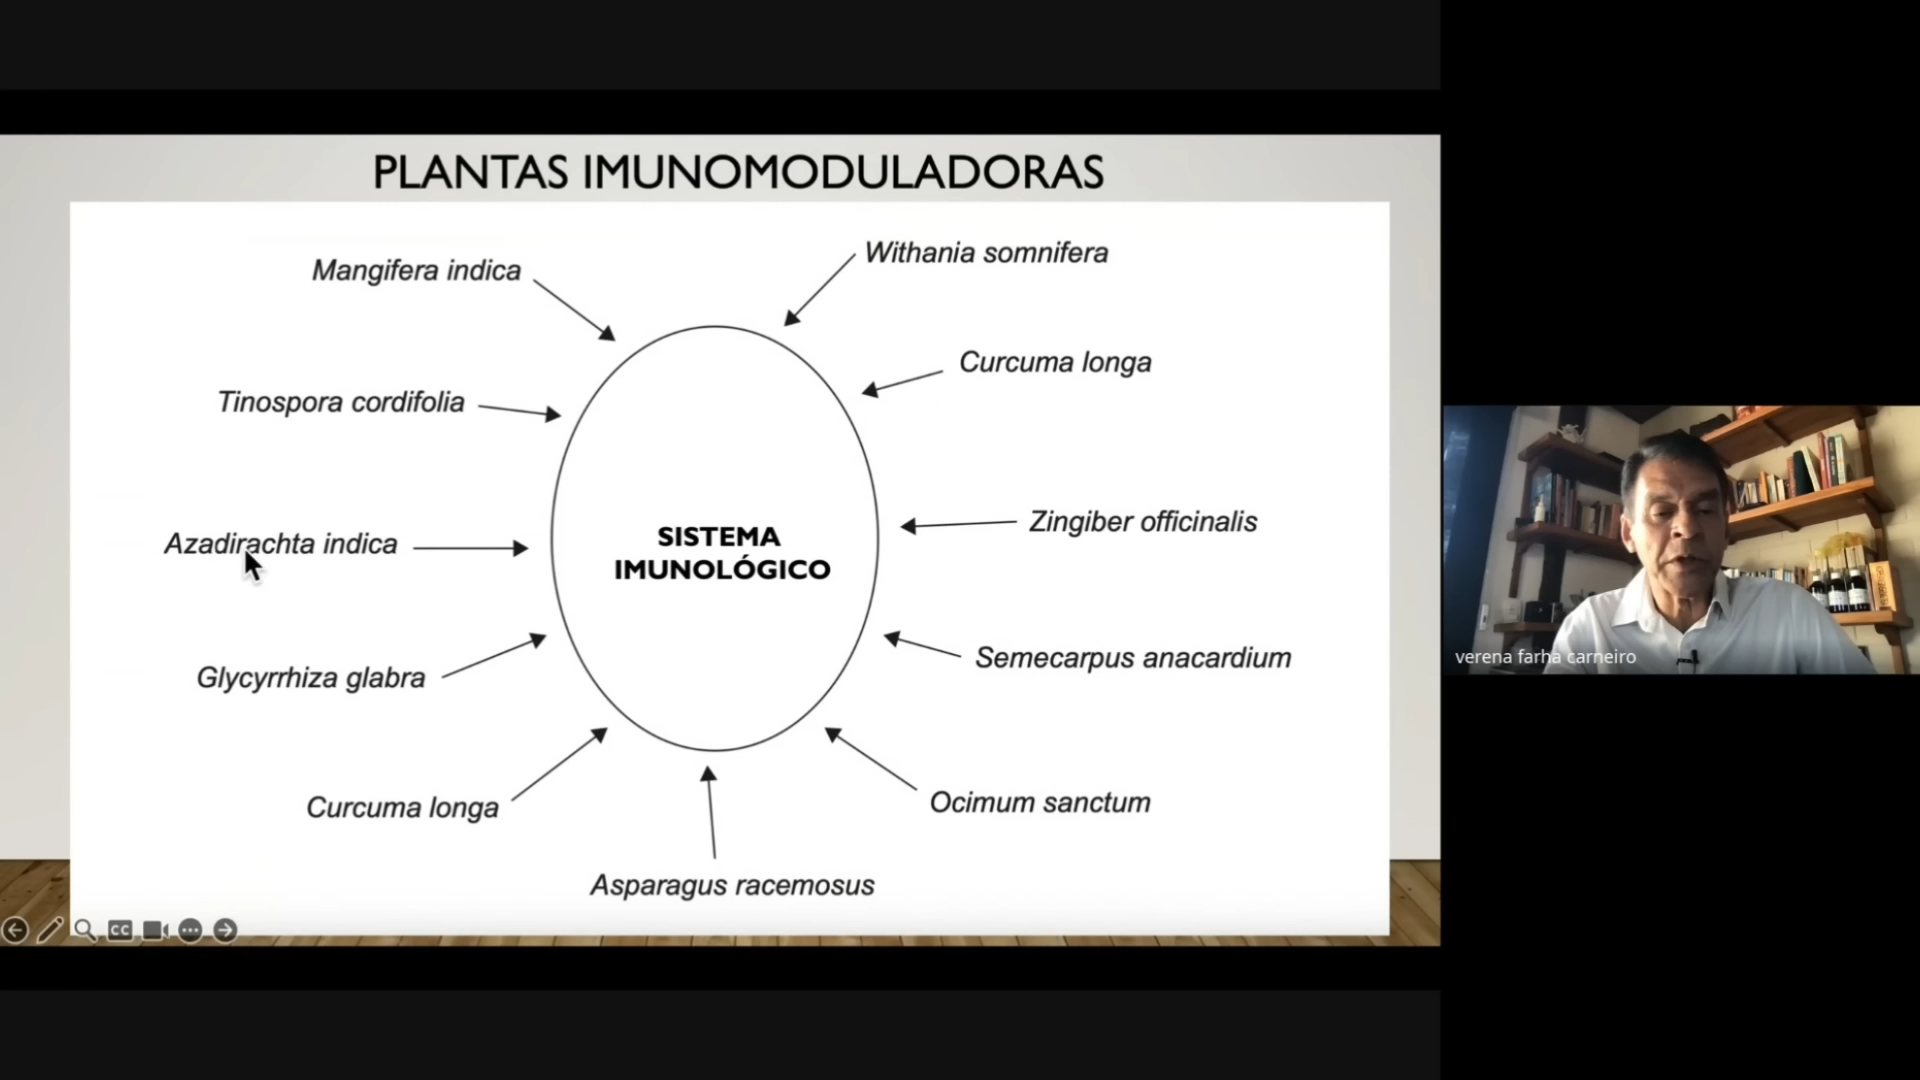 PLANTAS IMUNOMODULADORAS
Withania somnifera
Mangifera indica
Curcuma longa
Tinospora cordifolia
Zingiber officinalis
Azadirachta indica
SISTEMA
IMUNOLÓGICO
Semecarpus anacardium
Glycyrrhiza glabra
Ocimum sanctum
Curcuma longa
Asparagus racemosus
CC
verena farha carneiro